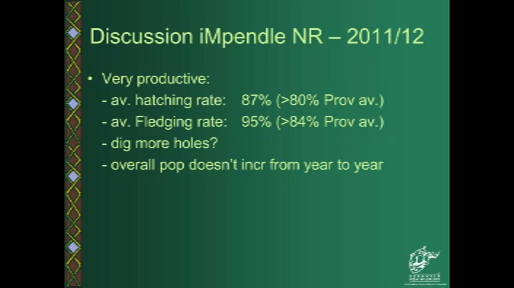 Discussion iMpendle NR – 2011/12
• Very productive:
- av. hatching rate: 87% (>80% Prov av.)
- av. Fledging rate: 95% (>84% Prov av.)
- dig more holes?
- overall pop doesn't incr from year to year